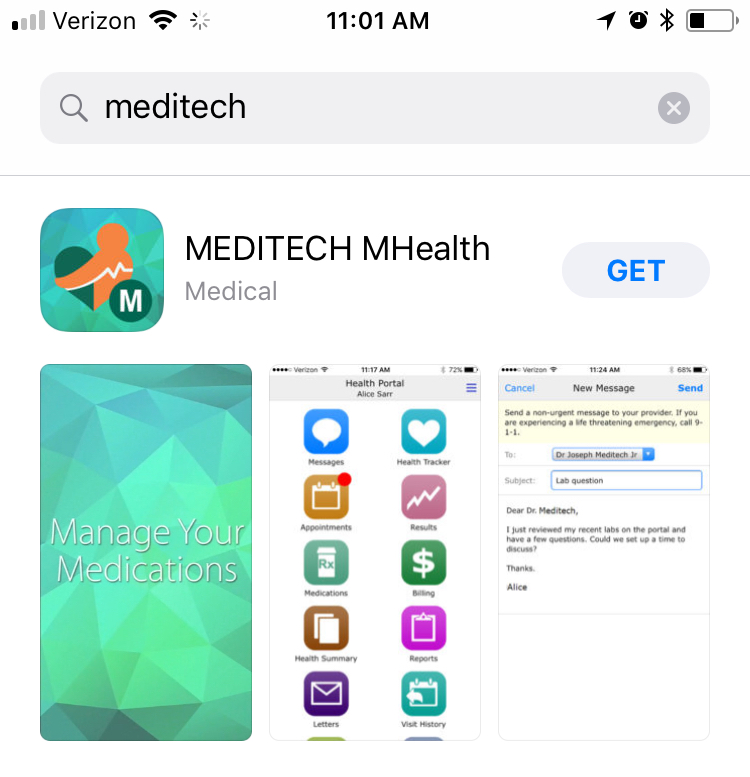 Verizon 11:01 AM
meditech
MEDITECH MHealth
Medical
GET
M
Manage Your
Medications
Verizon 11:17 AM 72%
Health Portal
Alice Sarr
Messages Health Tracker
Appointments Results
Rx $
Medications Billing
Health Summary Reports
Letters Visit History
Verizon 11:24 AM 68%
Cancel New Message Send
Send a non-urgent message to your provider. If you
are experiencing a life threatening emergency, call 9-
1-1.
To: Dr Joseph Meditech Jr
Subject: Lab question
Dear Dr. Meditech,
I just reviewed my recent labs on the portal and
have a few questions. Could we set up a time to
discuss?
Thanks.
Alice